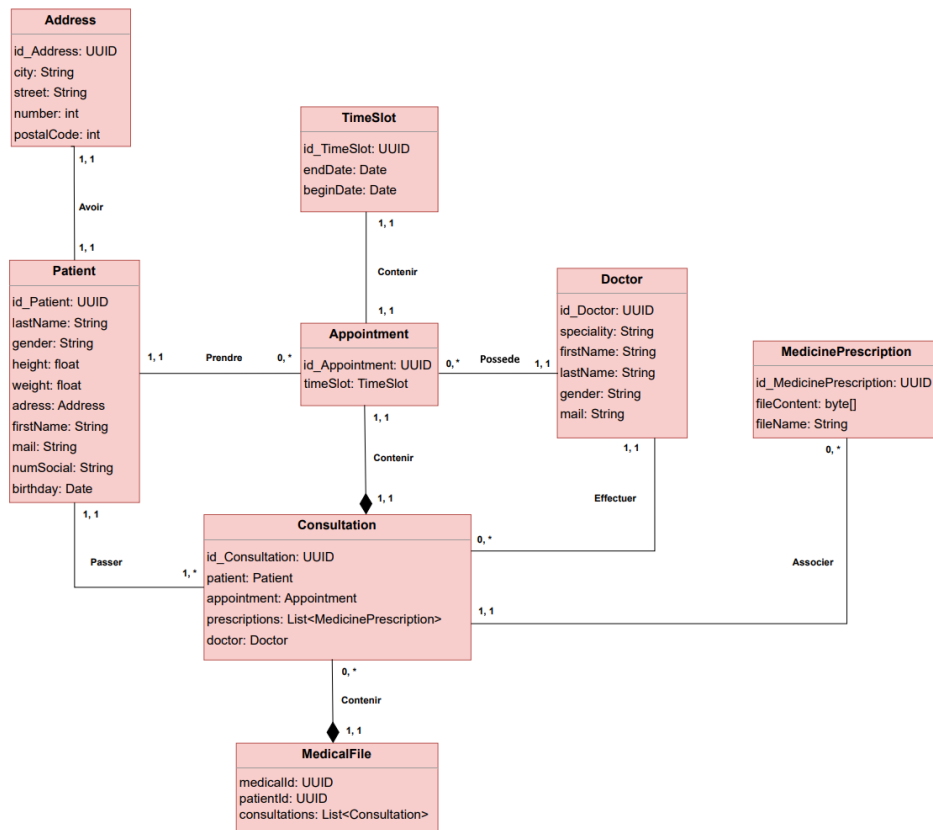 Address
id_Address: UUID
city: String
street: String
number: int
postalCode: int
1, 1
Avoir
1, 1
TimeSlot
id_TimeSlot: UUID
endDate: Date
beginDate: Date
1, 1
Contenir
1, 1
Patient
id_Patient: UUID
lastName: String
gender: String
height: float
weight: float
adress: Address
firstName: String
mail: String
numSocial: String
birthday: Date
1, 1
Prendre
0, *
Appointment
id_Appointment: UUID
timeSlot: TimeSlot
0, *
Possede
1, 1
Doctor
id_Doctor: UUID
speciality: String
firstName: String
lastName: String
gender: String
mail: String
MedicinePrescription
id_MedicinePrescription: UUID
fileContent: byte[]
fileName: String
1, 1
Contenir
1, 1
1, 1
Effectuer
0, *
0, *
Associer
1, 1
1, 1
Passer
1, *
Consultation
id_Consultation: UUID
patient: Patient
appointment: Appointment
prescriptions: List<MedicinePrescription>
doctor: Doctor
0, *
Contenir
1, 1
MedicalFile
medicalId: UUID
patientId: UUID
consultations: List<Consultation>